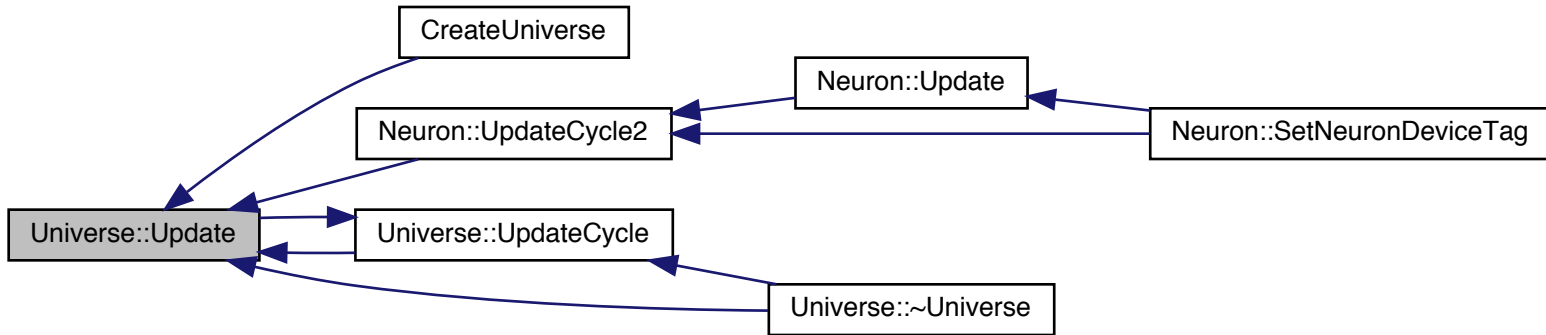 CreateUniverse
Neuron::Update
Neuron::UpdateCycle2
Neuron::SetNeuronDeviceTag
Universe::Update
Universe::UpdateCycle
Universe::~Universe